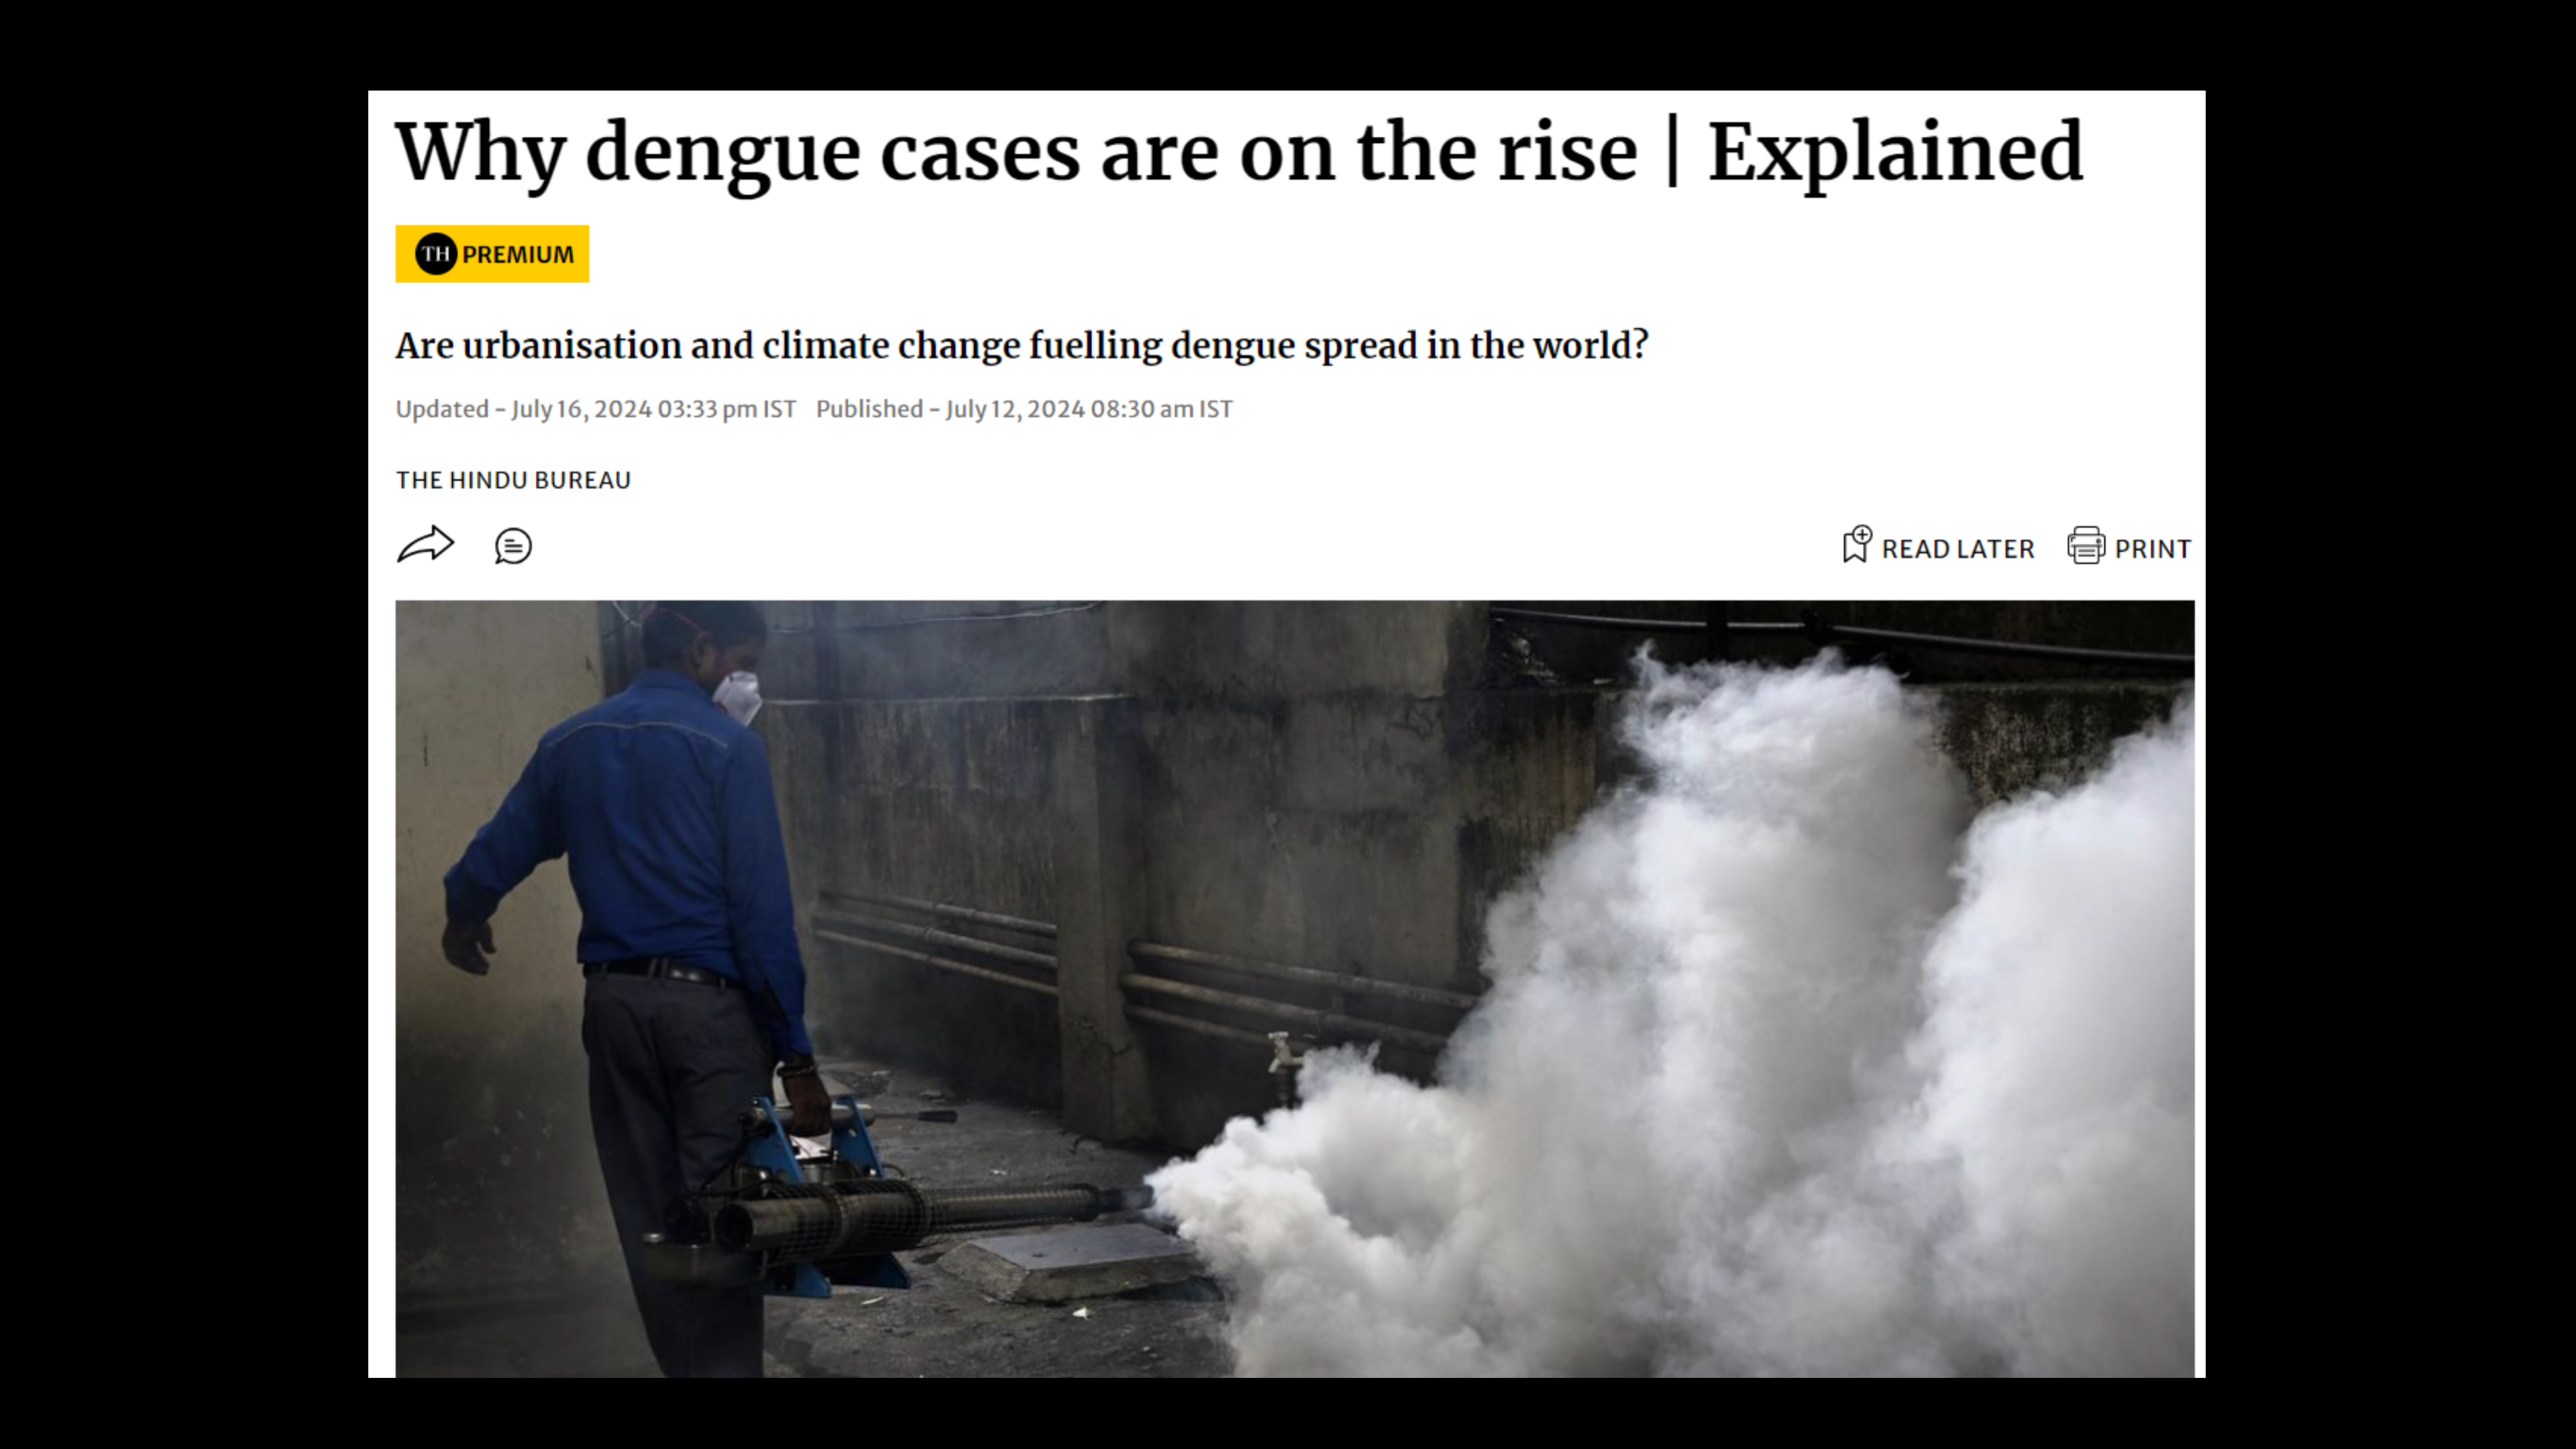 Why dengue cases are on the rise | Explained
TH PREMIUM
Are urbanisation and climate change fuelling dengue spread in the world?
Updated - July 16, 2024 03:33 pm IST Published - July 12, 2024 08:30 am IST
THE HINDU BUREAU
READ LATER PRINT